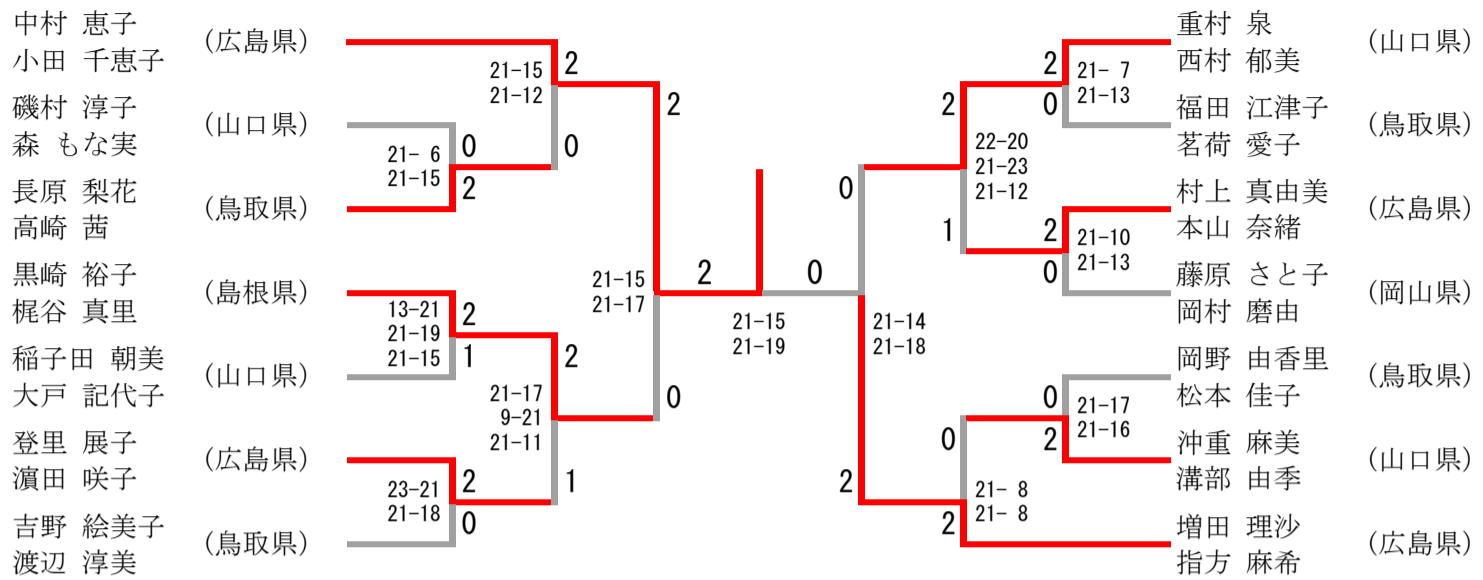 中村 恵子
小田 千恵子
(広島県)
磯村 淳子
森 もな実
(山口県)
長原 梨花
高崎 茜
(鳥取県)
黒崎 裕子
梶谷 真里
(島根県)
稲子田 朝美
大戸 記代子
(山口県)
登里 展子
濵田 咲子
(広島県)
吉野 絵美子
渡辺 淳美
(鳥取県)
21-15
21-12
2
0
21- 6
21-15
0
2
13-21
21-19
21-15
2
1
21-17
9-21
21-11
2
1
23-21
21-18
2
0
21-15
21-17
2
0
2
0
21-15
21-19
0
2
21-14
21-18
2
1
22-20
21-23
21-12
2
0
21- 7
21-13
2
0
21-10
21-13
0
2
21-17
21-16
0
2
21- 8
21- 8
重村 泉
西村 郁美
(山口県)
福田 江津子
茗荷 愛子
(鳥取県)
村上 真由美
本山 奈緒
(広島県)
藤原 さと子
岡村 磨由
(岡山県)
岡野 由香里
松本 佳子
(鳥取県)
沖重 麻美
溝部 由季
(山口県)
増田 理沙
指方 麻希
(広島県)